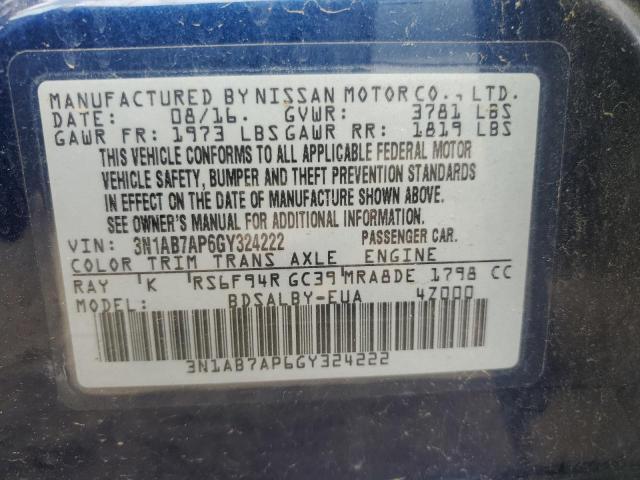 MANUFACTURED BY NISSAN MOTOR CO., LTD.
DATE: 08/16. GVWR: 3781 LBS
GAWR FR: 1973 LBS GAWR RR: 1819 LBS
THIS VEHICLE CONFORMS TO ALL APPLICABLE FEDERAL MOTOR
VEHICLE SAFETY, BUMPER AND THEFT PREVENTION STANDARDS
IN EFFECT ON THE DATE OF MANUFACTURE SHOWN ABOVE.
SEE OWNER'S MANUAL FOR ADDITIONAL INFORMATION.
VIN: 3N1AB7AP6GY324222 PASSENGER CAR.
COLOR TRIM TRANS AXLE ENGINE
RAY K RS6F94R GC39 MRA8DE 1798 CC
MODEL: BDSALBY-EUA 4Z000
3N1AB7AP6GY324222